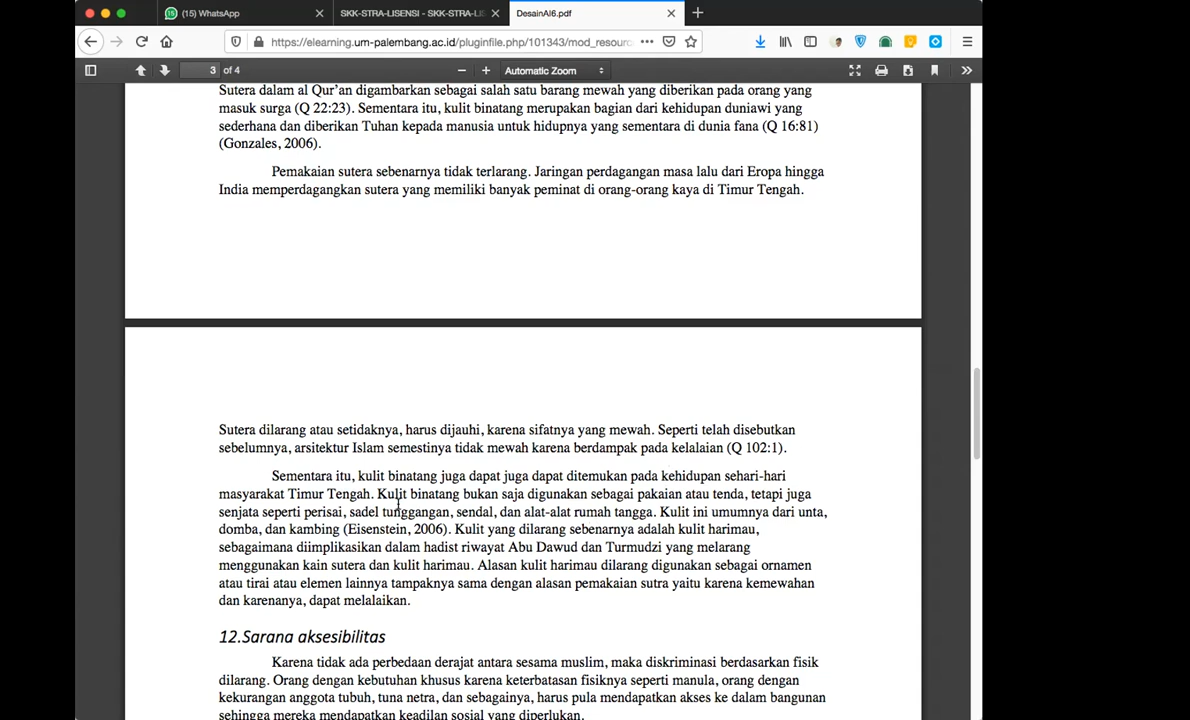 (15) WhatsApp
SKK-STRA-LISENSI - SKK-STRA-LI
DesainAI6.pdf
https://elearning.um-palembang.ac.id/pluginfile.php/101343/mod_resourc
3 of 4
Automatic Zoom
Sutera dalam al Qur'an digambarkan sebagai salah satu barang mewah yang diberikan pada orang yang
masuk surga (Q 22:23). Sementara itu, kulit binatang merupakan bagian dari kehidupan duniawi yang
sederhana dan diberikan Tuhan kepada manusia untuk hidupnya yang sementara di dunia fana (Q 16:81)
(Gonzales, 2006).
Pemakaian sutera sebenarnya tidak terlarang. Jaringan perdagangan masa lalu dari Eropa hingga
India memperdagangkan sutera yang memiliki banyak peminat di orang-orang kaya di Timur Tengah.
Sutera dilarang atau setidaknya, harus dijauhi, karena sifatnya yang mewah. Seperti telah disebutkan
sebelumnya, arsitektur Islam semestinya tidak mewah karena berdampak pada kelalaian (Q 102:1).
Sementara itu, kulit binatang juga dapat juga dapat ditemukan pada kehidupan sehari-hari
masyarakat Timur Tengah. Kulit binatang bukan saja digunakan sebagai pakaian atau tenda, tetapi juga
senjata seperti perisai, sadel tunggangan, sendal, dan alat-alat rumah tangga. Kulit ini umumnya dari unta,
domba, dan kambing (Eisenstein, 2006). Kulit yang dilarang sebenarnya adalah kulit harimau,
sebagaimana diimplikasikan dalam hadist riwayat Abu Dawud dan Turmudzi yang melarang
menggunakan kain sutera dan kulit harimau. Alasan kulit harimau dilarang digunakan sebagai ornamen
atau tirai atau elemen lainnya tampaknya sama dengan alasan pemakaian sutra yaitu karena kemewahan
dan karenanya, dapat melalaikan.
12.Sarana aksesibilitas
Karena tidak ada perbedaan derajat antara sesama muslim, maka diskriminasi berdasarkan fisik
dilarang. Orang dengan kebutuhan khusus karena keterbatasan fisiknya seperti manula, orang dengan
kekurangan anggota tubuh, tuna netra, dan sebagainya, harus pula mendapatkan akses ke dalam bangunan
sehingga mereka mendapatkan keadilan sosial yang diperlukan.